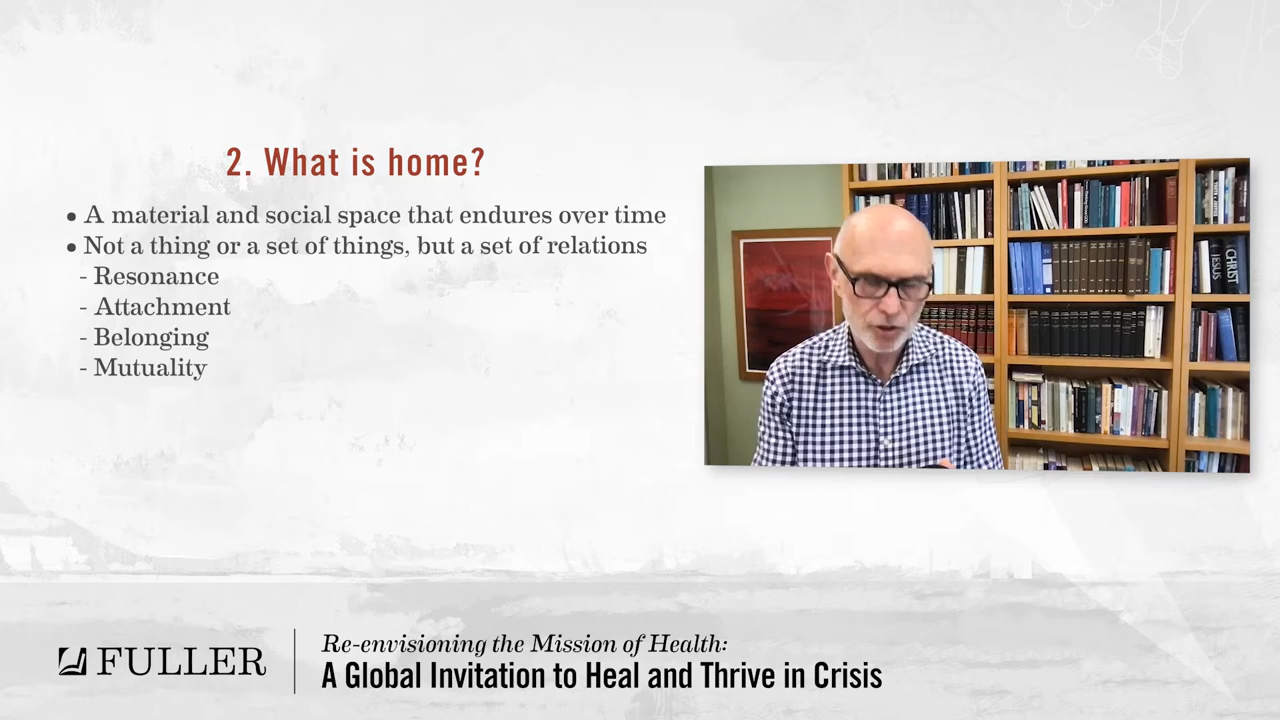 2. What is home?
• A material and social space that endures over time
• Not a thing or a set of things, but a set of relations
- Resonance
- Attachment
- Belonging
- Mutuality
CHRIST
JESUS
FULLER
Re-envisioning the Mission of Health:
A Global Invitation to Heal and Thrive in Crisis